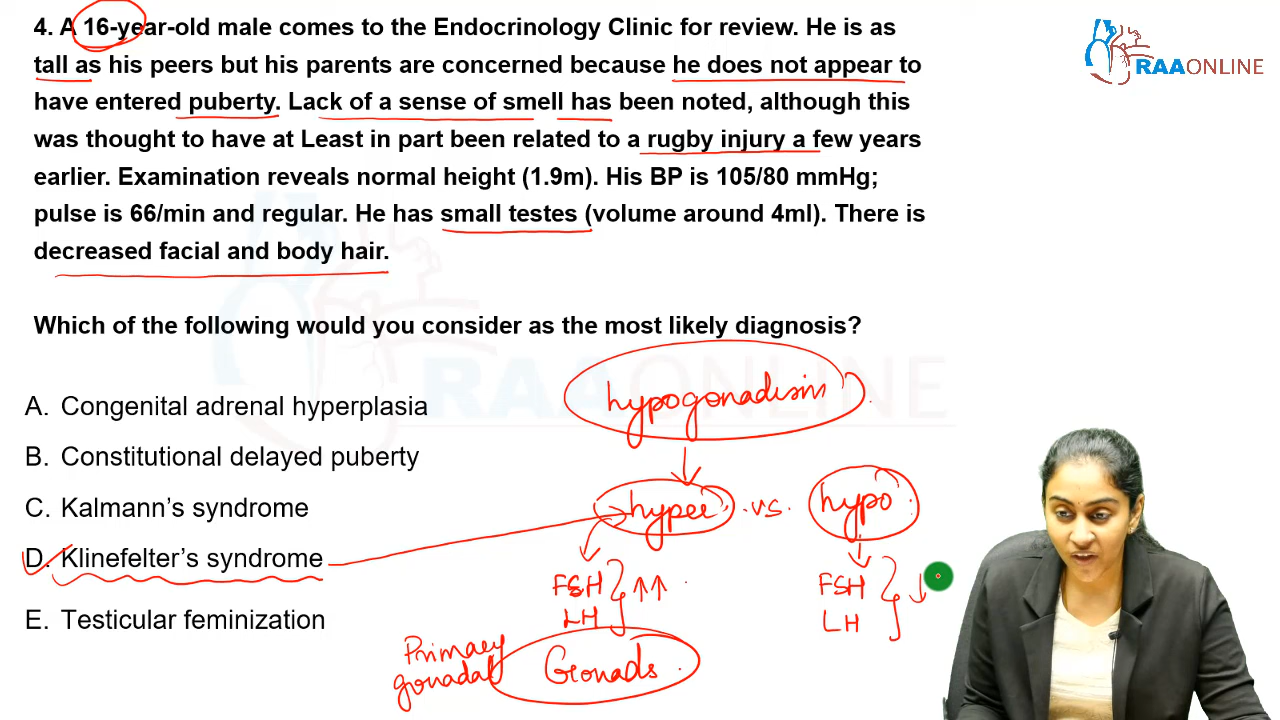 4. A 16-year-old male comes to the Endocrinology Clinic for review. He is as
tall as his peers but his parents are concerned because he does not appear to
have entered puberty. Lack of a sense of smell has been noted, although this
was thought to have at Least in part been related to a rugby injury a few years
earlier. Examination reveals normal height (1.9m). His BP is 105/80 mmHg;
pulse is 66/min and regular. He has small testes (volume around 4ml). There is
decreased facial and body hair.
RAAONLINE
Which of the following would you consider as the most likely diagnosis?
RAAONLINE
A. Congenital adrenal hyperplasia
B. Constitutional delayed puberty
C. Kalmann's syndrome
D. Klinefelter's syndrome
E. Testicular feminization
hypogonadism
hyper vs. hypo
FSH
LH
FSH
LH
Primary
gonadal
Gonads